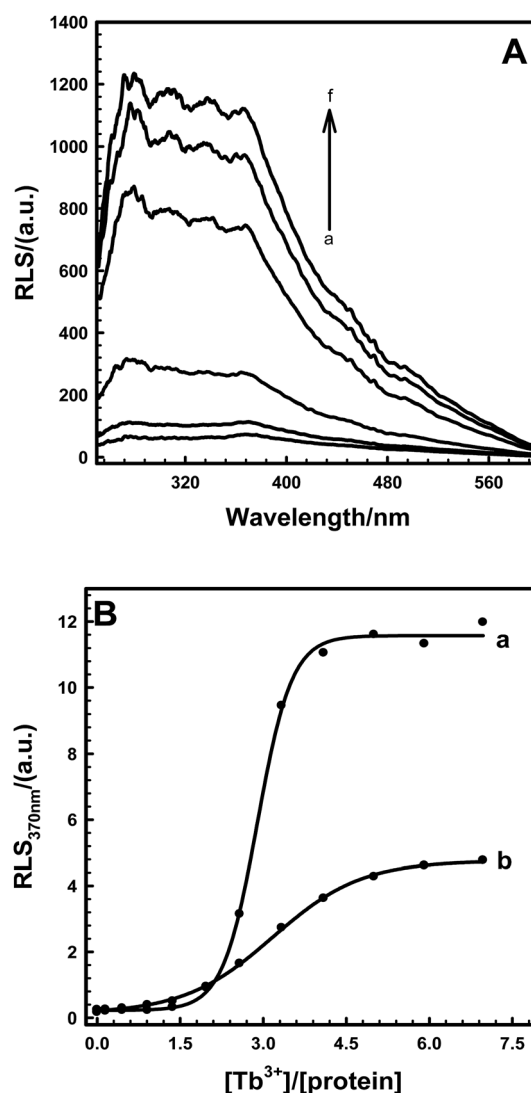 A
1400
1200
1000
800
600
400
200
0
RLS/(a.u.)
f
a
320 400 480 560
Wavelength/nm
B
12
10
8
6
4
2
0
RLS370nm/(a.u.)
a
b
0.0 1.5 3.0 4.5 6.0 7.5
[Tb3+]/[protein]